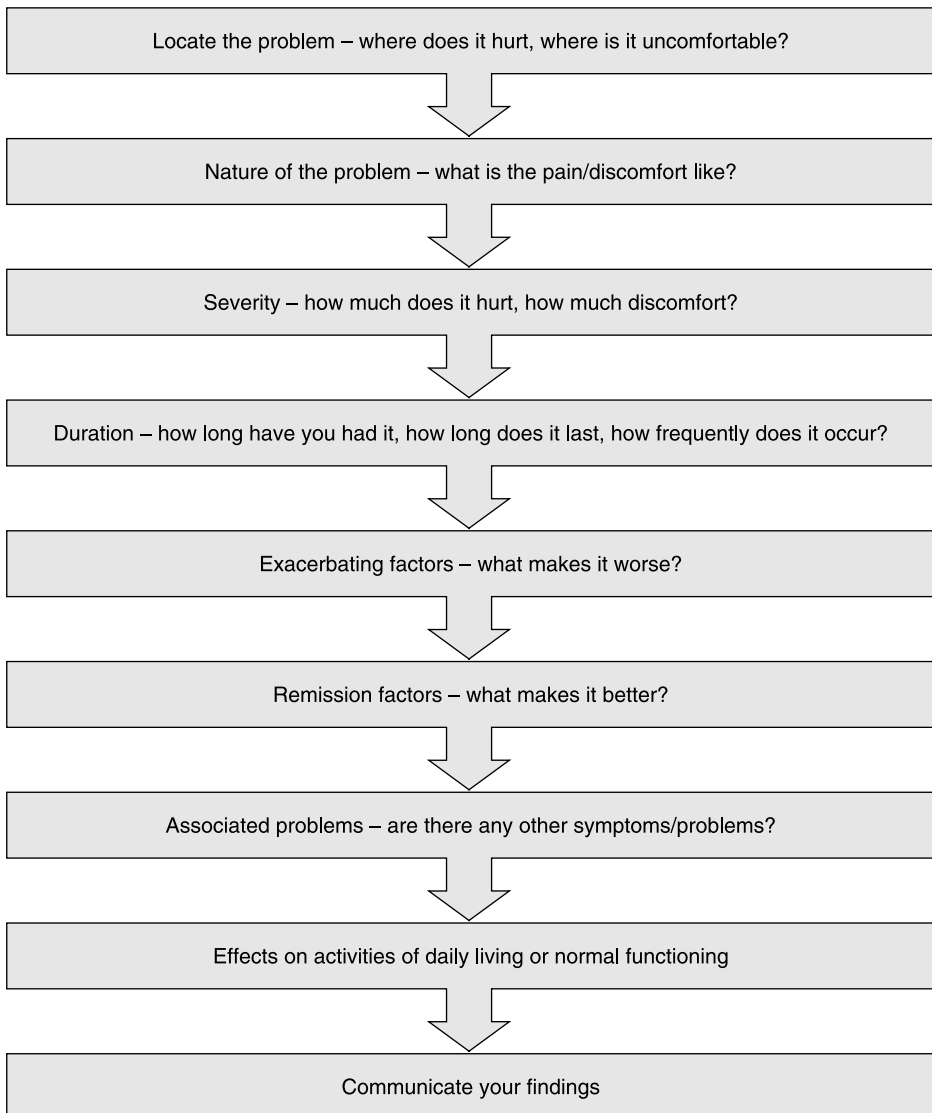 Locate the problem – where does it hurt, where is it uncomfortable?
Nature of the problem – what is the pain/discomfort like?
Severity – how much does it hurt, how much discomfort?
Duration – how long have you had it, how long does it last, how frequently does it occur?
Exacerbating factors – what makes it worse?
Remission factors – what makes it better?
Associated problems – are there any other symptoms/problems?
Effects on activities of daily living or normal functioning
Communicate your findings